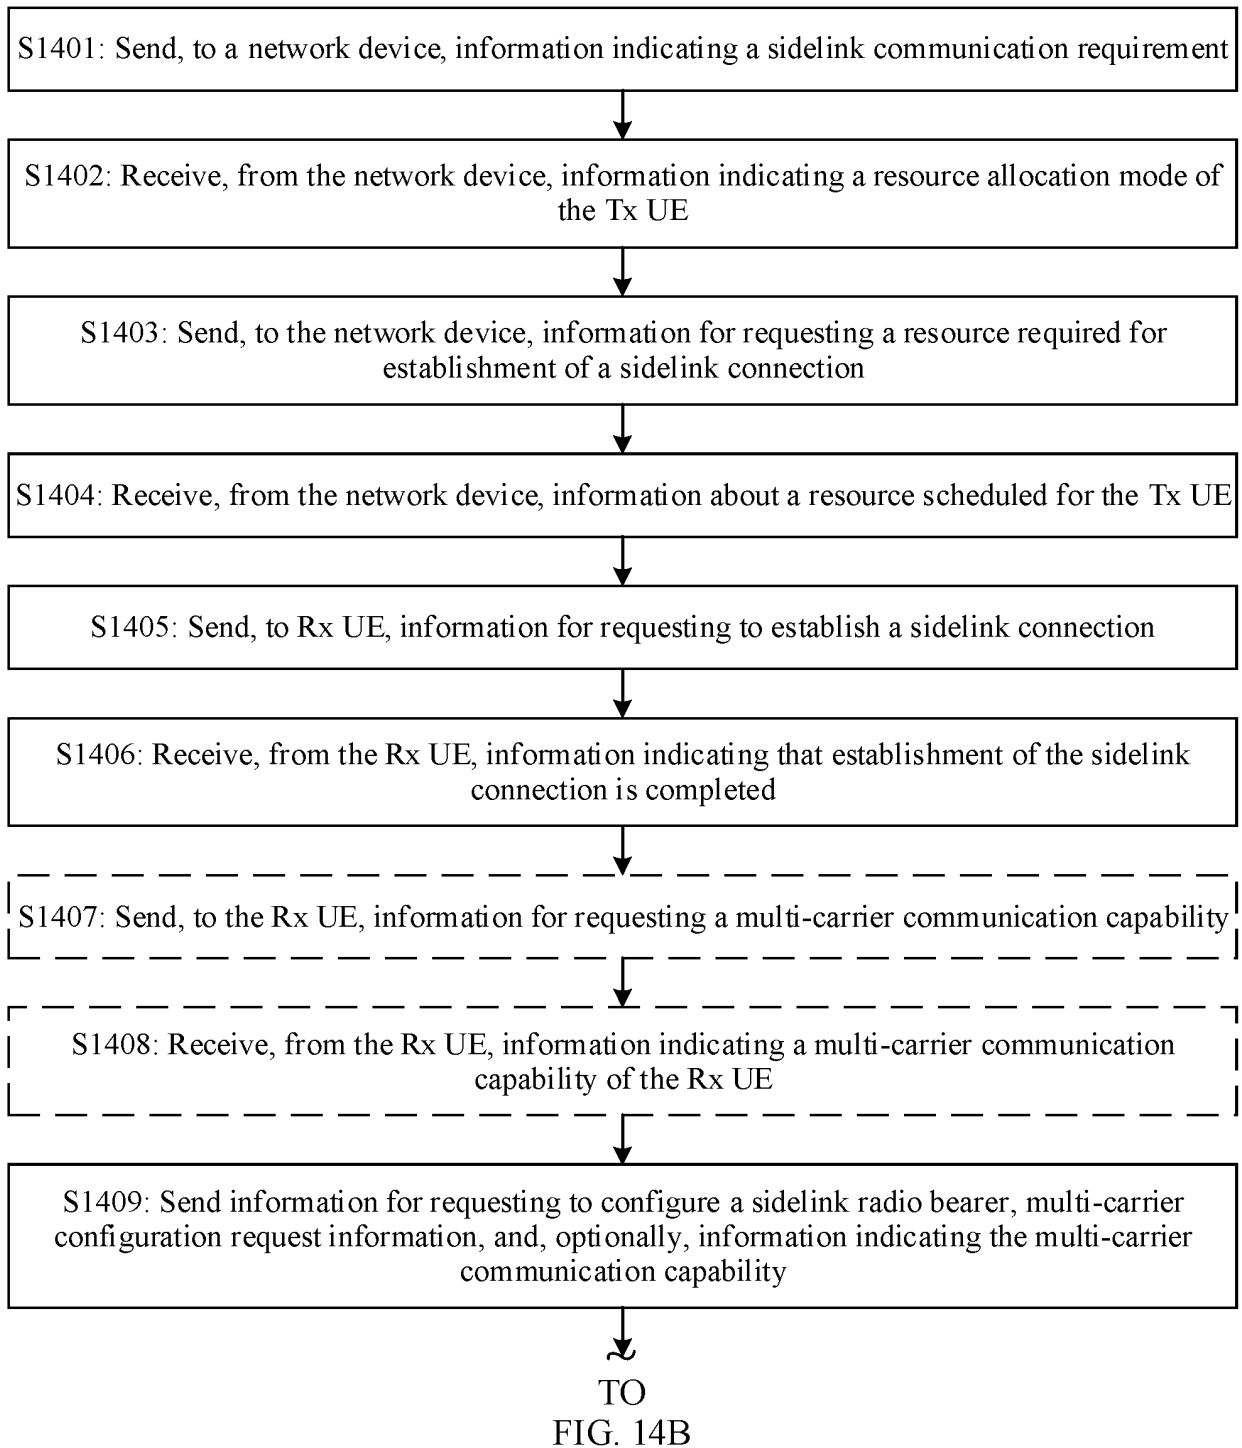 S1401: Send, to a network device, information indicating a sidelink communication requirement
S1402: Receive, from the network device, information indicating a resource allocation mode of
the Tx UE
S1403: Send, to the network device, information for requesting a resource required for
establishment of a sidelink connection
S1404: Receive, from the network device, information about a resource scheduled for the Tx UE
S1405: Send, to Rx UE, information for requesting to establish a sidelink connection
S1406: Receive, from the Rx UE, information indicating that establishment of the sidelink
connection is completed
S1407: Send, to the Rx UE, information for requesting a multi-carrier communication capability
S1408: Receive, from the Rx UE, information indicating a multi-carrier communication
capability of the Rx UE
S1409: Send information for requesting to configure a sidelink radio bearer, multi-carrier
configuration request information, and, optionally, information indicating the multi-carrier
communication capability
TO
FIG. 14B